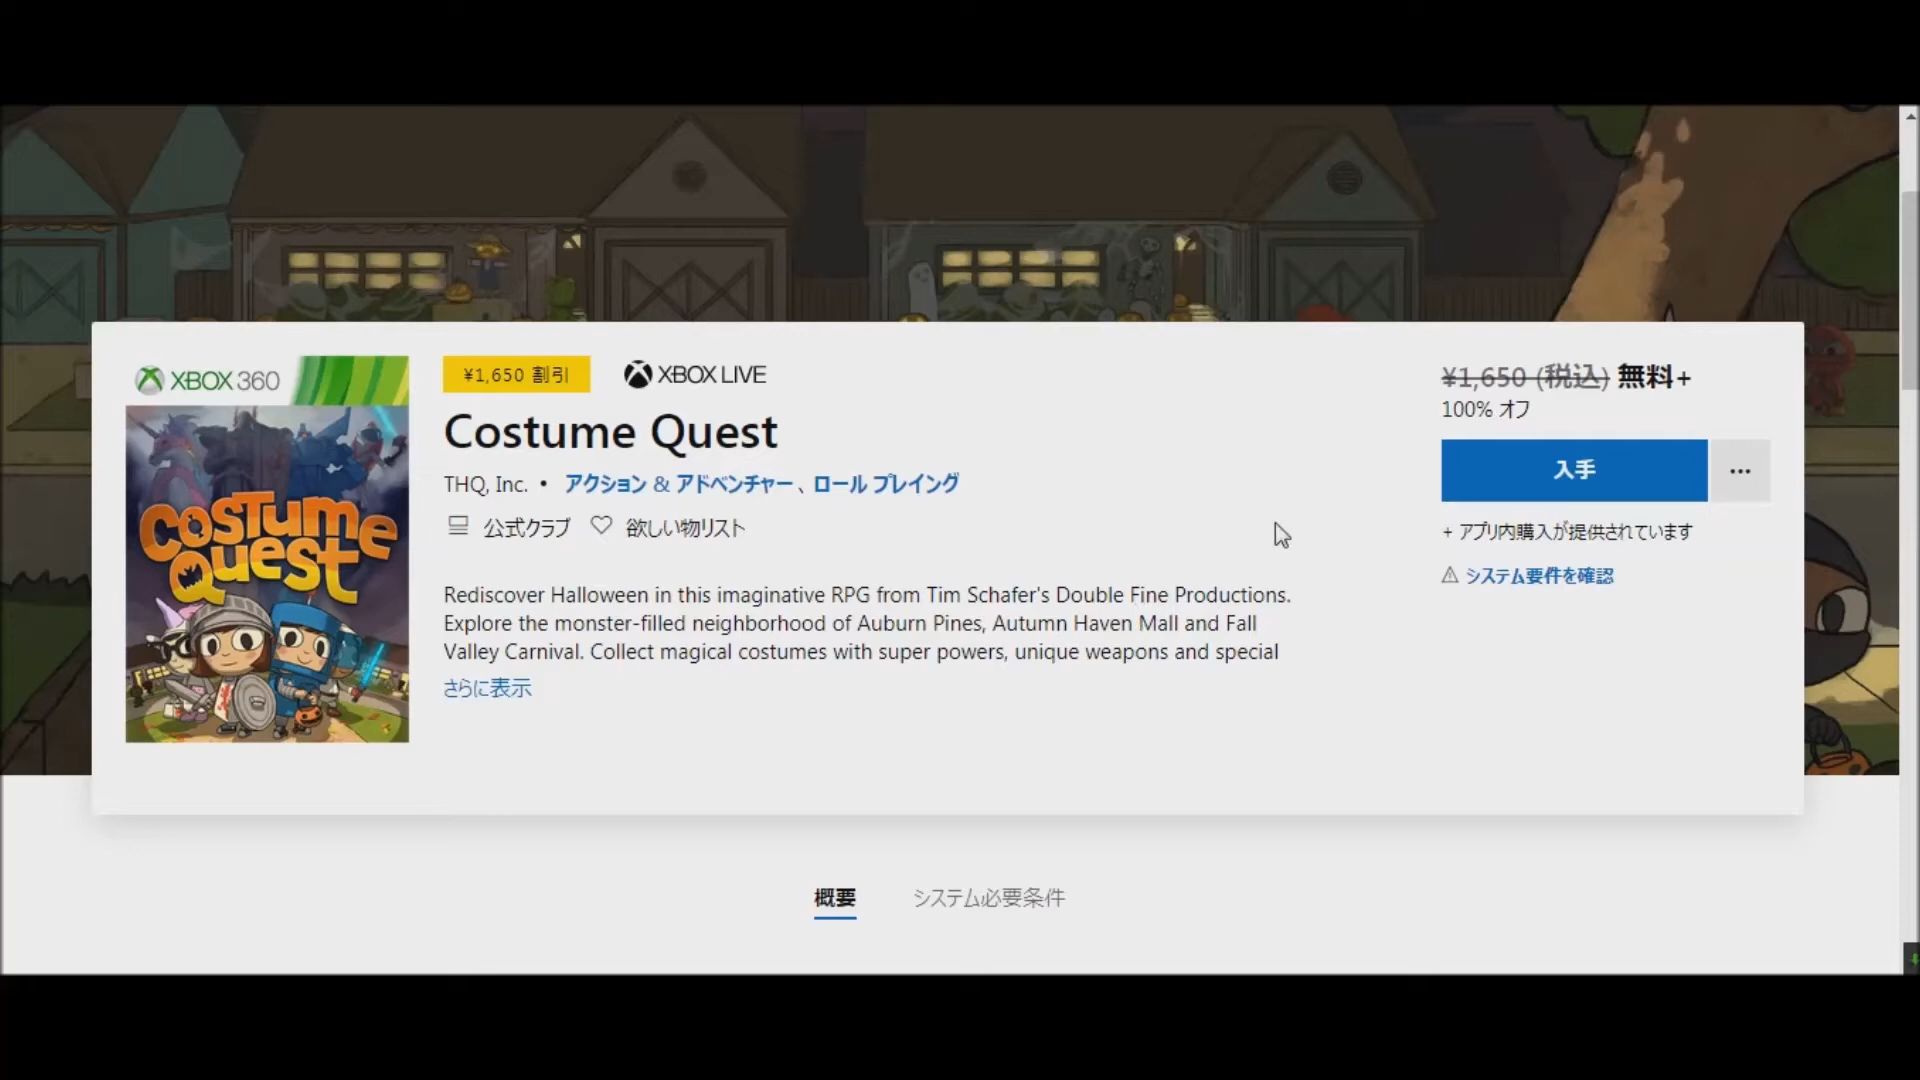 XBOX 360
COSTUME
QUEST
¥1,650 割引
XBOX LIVE
Costume Quest
THQ, Inc. • アクション & アドベンチャー、ロール プレイング
公式クラブ 欲しい物リスト
Rediscover Halloween in this imaginative RPG from Tim Schafer's Double Fine Productions.
Explore the monster-filled neighborhood of Auburn Pines, Autumn Haven Mall and Fall
Valley Carnival. Collect magical costumes with super powers, unique weapons and special
さらに表示
¥1,650 (税込) 無料+
100% オフ
入手
...
+ アプリ内購入が提供されています
システム要件を確認
概要
システム必要条件